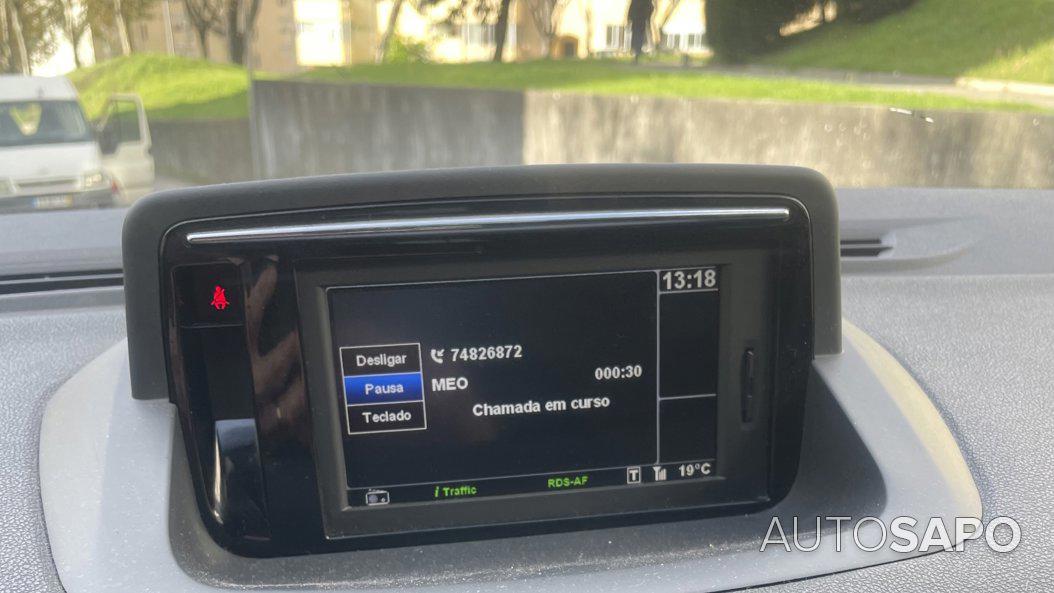 13:18
Desligar
74826872
Pausa
MEO
000:30
Teclado
Chamada em curso
i Traffic
RDS-AF
T
19°C
AUTOSAPO